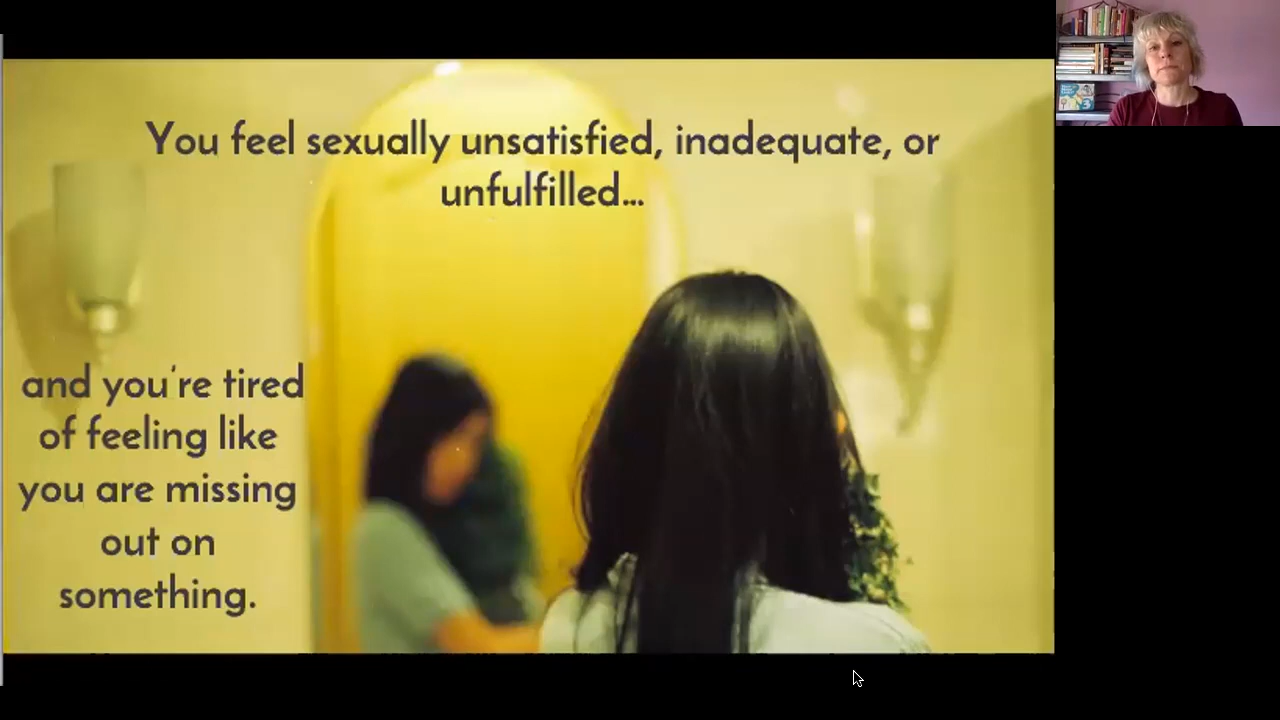 You feel sexually unsatisfied, inadequate, or
unfulfilled...
and you're tired
of feeling like
you are missing
out on
something.